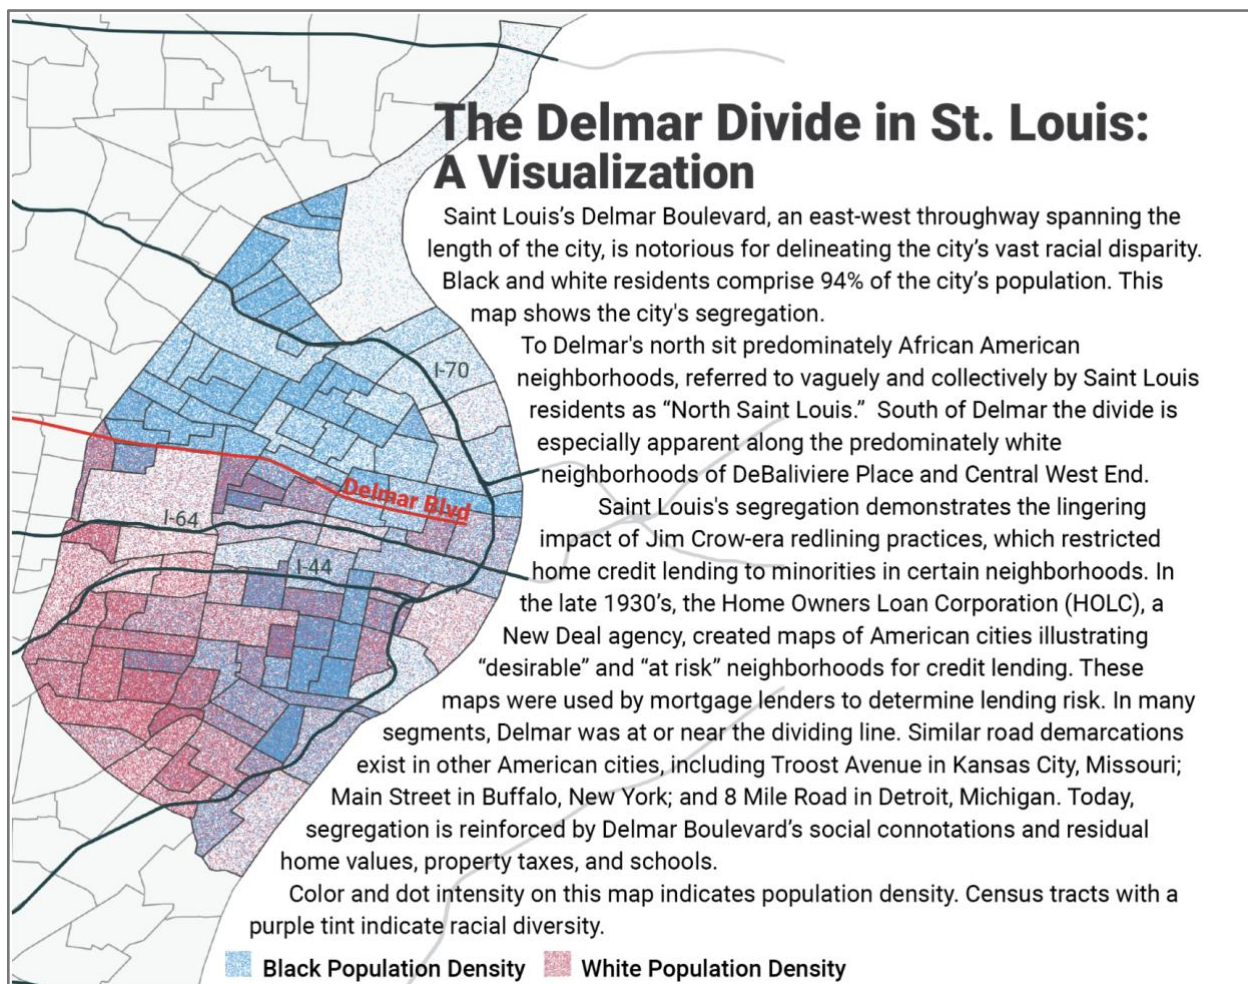 The Delmar Divide in St. Louis:
A Visualization
Saint Louis’s Delmar Boulevard, an east-west throughway spanning the
length of the city, is notorious for delineating the city’s vast racial disparity.
Black and white residents comprise 94% of the city’s population. This
map shows the city's segregation.
To Delmar's north sit predominately African American
neighborhoods, referred to vaguely and collectively by Saint Louis
residents as “North Saint Louis.” South of Delmar the divide is
especially apparent along the predominately white
neighborhoods of DeBaliviere Place and Central West End.
Saint Louis's segregation demonstrates the lingering
impact of Jim Crow-era redlining practices, which restricted
home credit lending to minorities in certain neighborhoods. In
the late 1930’s, the Home Owners Loan Corporation (HOLC), a
New Deal agency, created maps of American cities illustrating
“desirable” and “at risk” neighborhoods for credit lending. These
maps were used by mortgage lenders to determine lending risk. In many
segments, Delmar was at or near the dividing line. Similar road demarcations
exist in other American cities, including Troost Avenue in Kansas City, Missouri;
Main Street in Buffalo, New York; and 8 Mile Road in Detroit, Michigan. Today,
segregation is reinforced by Delmar Boulevard’s social connotations and residual
home values, property taxes, and schools.
Color and dot intensity on this map indicates population density. Census tracts with a
purple tint indicate racial diversity.
Black Population Density
White Population Density
I-70
Delmar Blvd
I-64
I-44